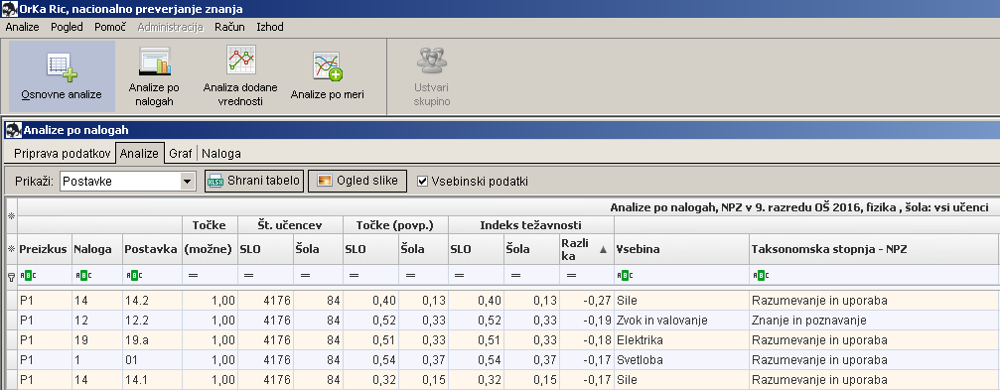 OrKa Ric, nacionalno preverjanje znanja
Analize Pogled Pomoč Administracija Račun Izhod
Osnovne analize
Analize po nalogah
Analiza dodane vrednosti
Analize po meri
Ustvari skupino
Analize po nalogah
Priprava podatkov Analize Graf Naloga
Prikaži: Postavke XLSX Shrani tabelo Ogled slike Vsebinski podatki
Analize po nalogah, NPZ v 9. razredu OŠ 2016, fizika , šola: vsi učenci
Točke Št. učencev Točke (povp.) Indeks težavnosti
Preizkus Naloga Postavka (možne) SLO Šola SLO Šola SLO Šola Razlika Vsebina Taksonomska stopnja - NPZ
ABC ABC ABC = = = = = = = = ABC ABC
P1 14 14.2 1,00 4176 84 0,40 0,13 0,40 0,13 -0,27 Sile Razumevanje in uporaba
P1 12 12.2 1,00 4176 84 0,52 0,33 0,52 0,33 -0,19 Zvok in valovanje Znanje in poznavanje
P1 19 19.a 1,00 4176 84 0,51 0,33 0,51 0,33 -0,18 Elektrika Razumevanje in uporaba
P1 1 01 1,00 4176 84 0,54 0,37 0,54 0,37 -0,17 Svetloba Razumevanje in uporaba
P1 14 14.1 1,00 4176 84 0,32 0,15 0,32 0,15 -0,17 Sile Razumevanje in uporaba